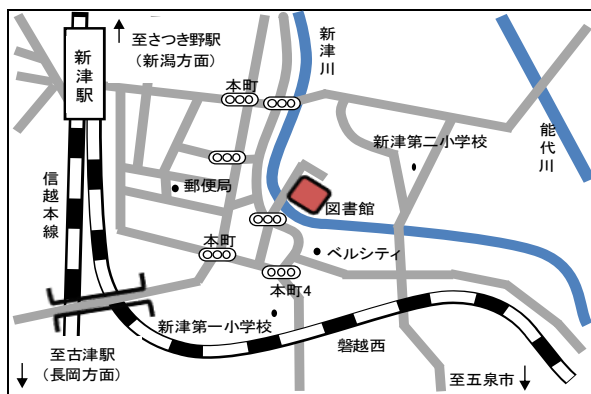 至さつき野駅
（新潟方面）
新津駅
新津川
本町
能代川
新津第二小学校
信越本線
郵便局
図書館
本町
ベルシティ
本町4
新津第一小学校
磐越西
至古津駅
（長岡方面）
至五泉市